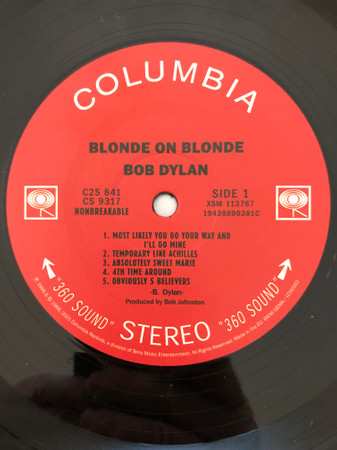 COLUMBIA
BLONDE ON BLONDE
BOB DYLAN
C2S 841
CS 9317
NONBREAKABLE
SIDE 1
XSM 113767
19439890381C
1. MOST LIKELY YOU GO YOUR WAY AND
I'LL GO MINE
2. TEMPORARY LIKE ACHILLES
3. ABSOLUTELY SWEET MARIE
4. 4TH TIME AROUND
5. OBVIOUSLY 5 BELIEVERS
-B. Dylan-
Produced by Bob Johnston
"360 SOUND" STEREO "360 SOUND"